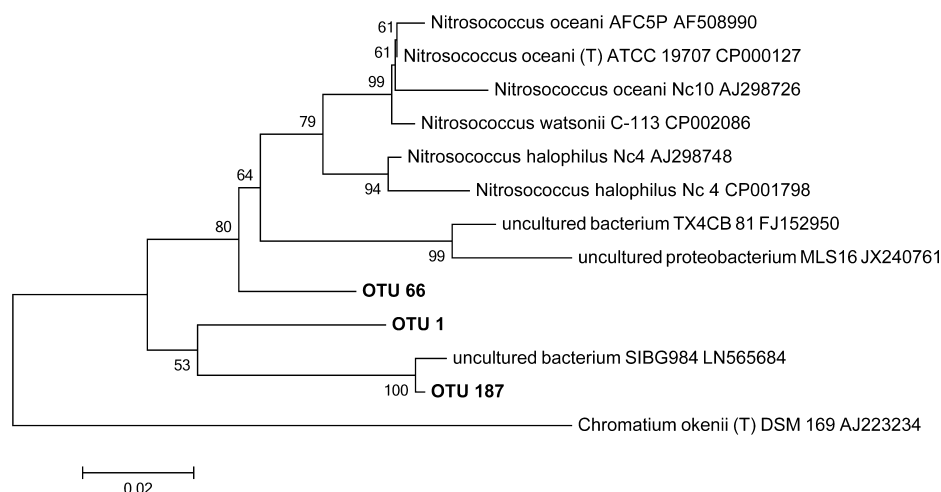 61
Nitrosococcus oceani AFC5P AF508990
61
Nitrosococcus oceani (T) ATCC 19707 CP000127
99
Nitrosococcus oceani Nc10 AJ298726
79
Nitrosococcus watsonii C-113 CP002086
Nitrosococcus halophilus Nc4 AJ298748
64
94
Nitrosococcus halophilus Nc 4 CP001798
80
uncultured bacterium TX4CB 81 FJ152950
99
uncultured proteobacterium MLS16 JX240761
OTU 66
OTU 1
53
uncultured bacterium SIBG984 LN565684
100
OTU 187
Chromatium okenii (T) DSM 169 AJ223234
0.02